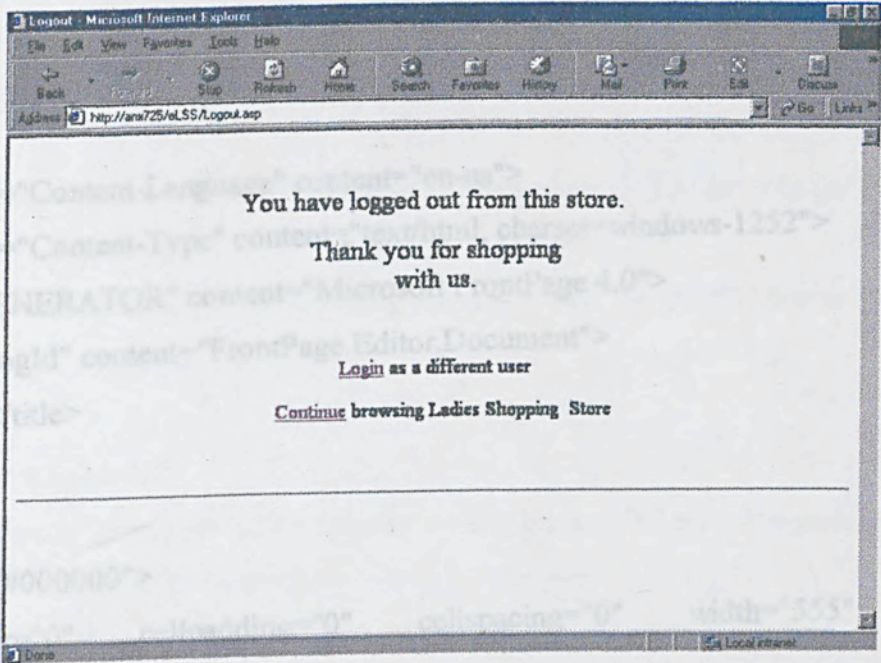 Logout - Microsoft Internet Explorer
File Edit View Favorites Tools Help
Back Stop Refresh Home Search Favorites History Mail Print Edit Discuss
Address http://anx725/eLSS/Logout.asp Go Links
="Content-Language" content="en-us">
You have logged out from this store.
="Content-Type" content="text/html; charset=windows-1252">
Thank you for shopping
with us.
NERATOR" content="Microsoft FrontPage 4.0">
ogId" content="FrontPage.Editor.Document">
Login as a different user
/title>
Continue browsing Ladies Shopping Store
#000000">
"0" cellpadding="0" cellspacing="0" width="555"
Done Local intranet